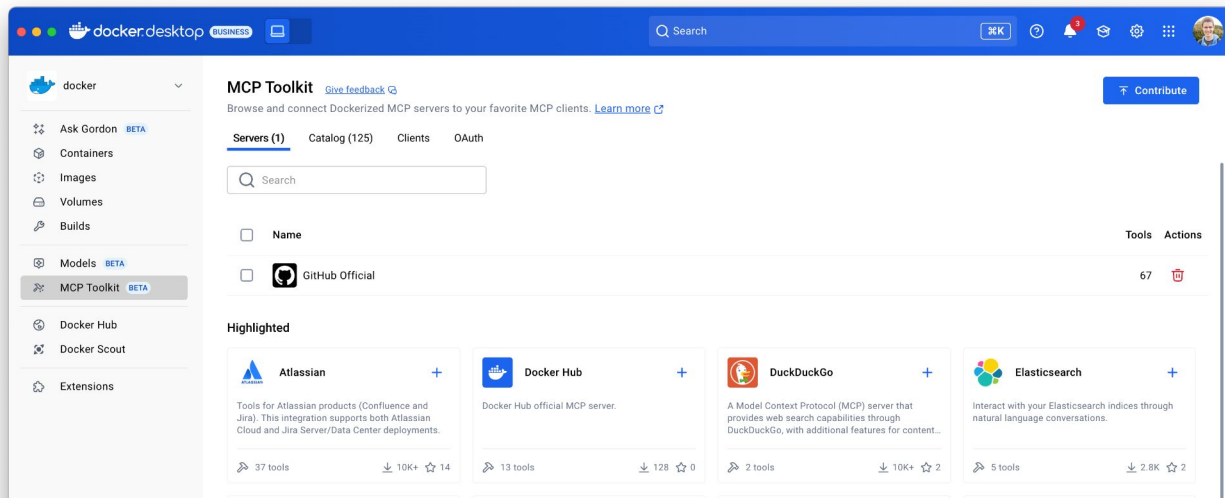 docker.desktop BUSINESS
Search
⌘K
3
docker
Ask Gordon BETA
Containers
Images
Volumes
Builds
Models BETA
MCP Toolkit BETA
Docker Hub
Docker Scout
Extensions
MCP Toolkit Give feedback
Browse and connect Dockerized MCP servers to your favorite MCP clients. Learn more
Contribute
Servers (1) Catalog (125) Clients OAuth
Search
Name Tools Actions
GitHub Official 67
Highlighted
ATLASSIAN
Atlassian
Tools for Atlassian products (Confluence and
Jira). This integration supports both Atlassian
Cloud and Jira Server/Data Center deployments.
37 tools 10K+ 14
Docker Hub
Docker Hub official MCP server.
13 tools 128 0
DuckDuckGo
A Model Context Protocol (MCP) server that
provides web search capabilities through
DuckDuckGo, with additional features for content...
2 tools 10K+ 2
Elasticsearch
Interact with your Elasticsearch indices through
natural language conversations.
5 tools 2.8K 2